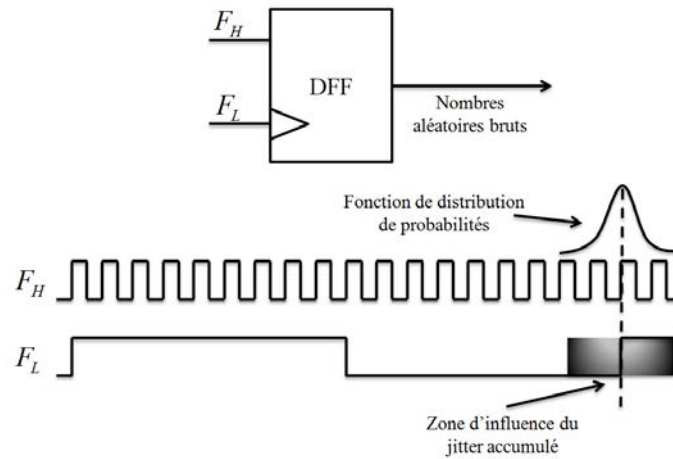 F_H
DFF
F_L
Nombres
aléatoires bruts
Fonction de distribution
de probabilités
F_H
F_L
Zone d'influence du
jitter accumulé